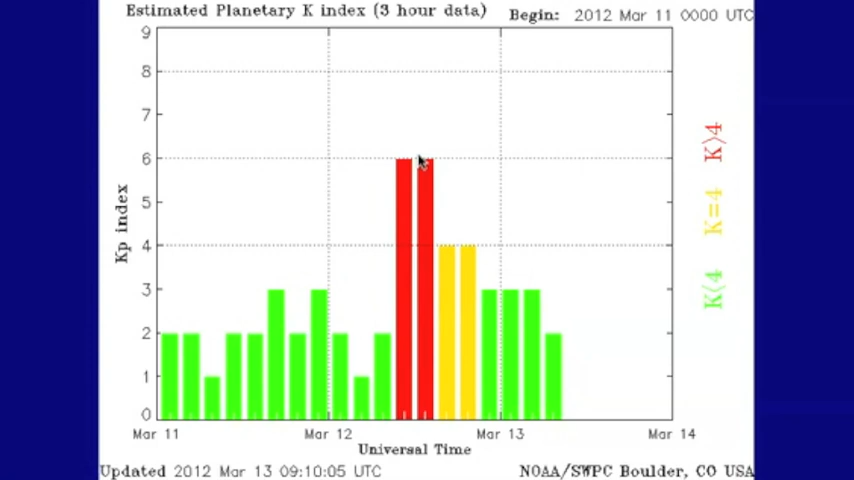 Estimated Planetary K index (3 hour data)
Begin: 2012 Mar 11 0000 UTC
9
8
7
6
5
4
3
2
1
0
Kp index
K>4
K=4
K<4
Mar 11
Mar 12
Mar 13
Mar 14
Universal Time
Updated 2012 Mar 13 09:10:05 UTC
NOAA/SWPC Boulder, CO USA